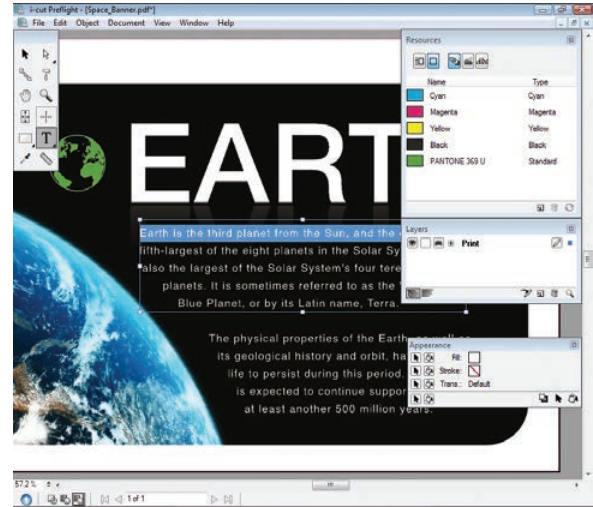 i-cut Preflight - [Space_Banner.pdf*]
File Edit Object Document View Window Help
Resources
Name Type
Cyan Cyan
Magenta Magenta
Yellow Yellow
Black Black
PANTONE 369 U Standard
Layers
Print
Appearance
Fill:
Stroke:
Trans.: Default
T
EART
Earth is the third planet from the Sun, and the
fifth-largest of the eight planets in the Solar Sy
also the largest of the Solar System's four tere
planets. It is sometimes referred to as the
Blue Planet, or by its Latin name, Terra.
The physical properties of the Earth
its geological history and orbit, ha
life to persist during this period.
is expected to continue suppor
at least another 500 million years.
57.2 %
1 of 1